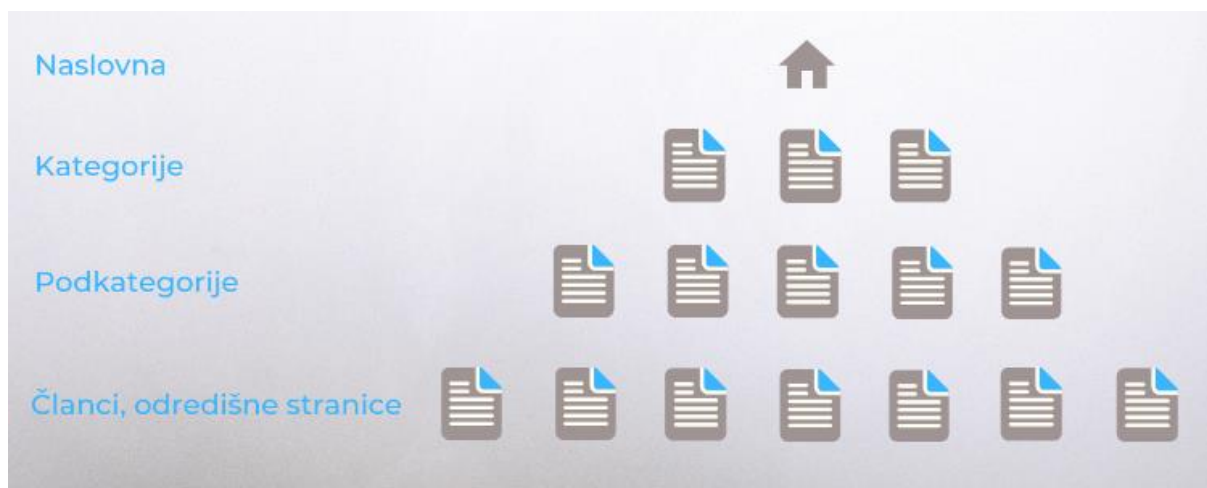 Naslovna
Kategorije
Podkategorije
Članci, odredišne stranice